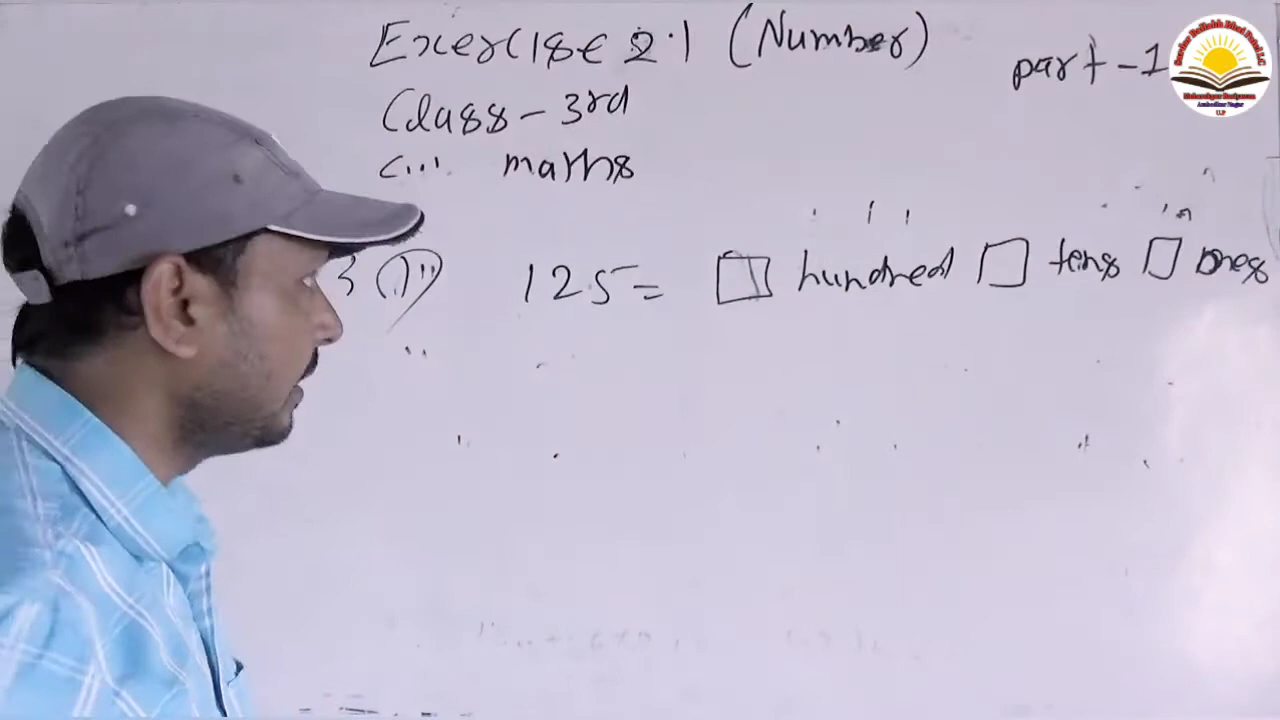 Exercise 2.1 (Number)
part - 1
Class - 3rd
maths
125 = □ hundred □ tens □ ones